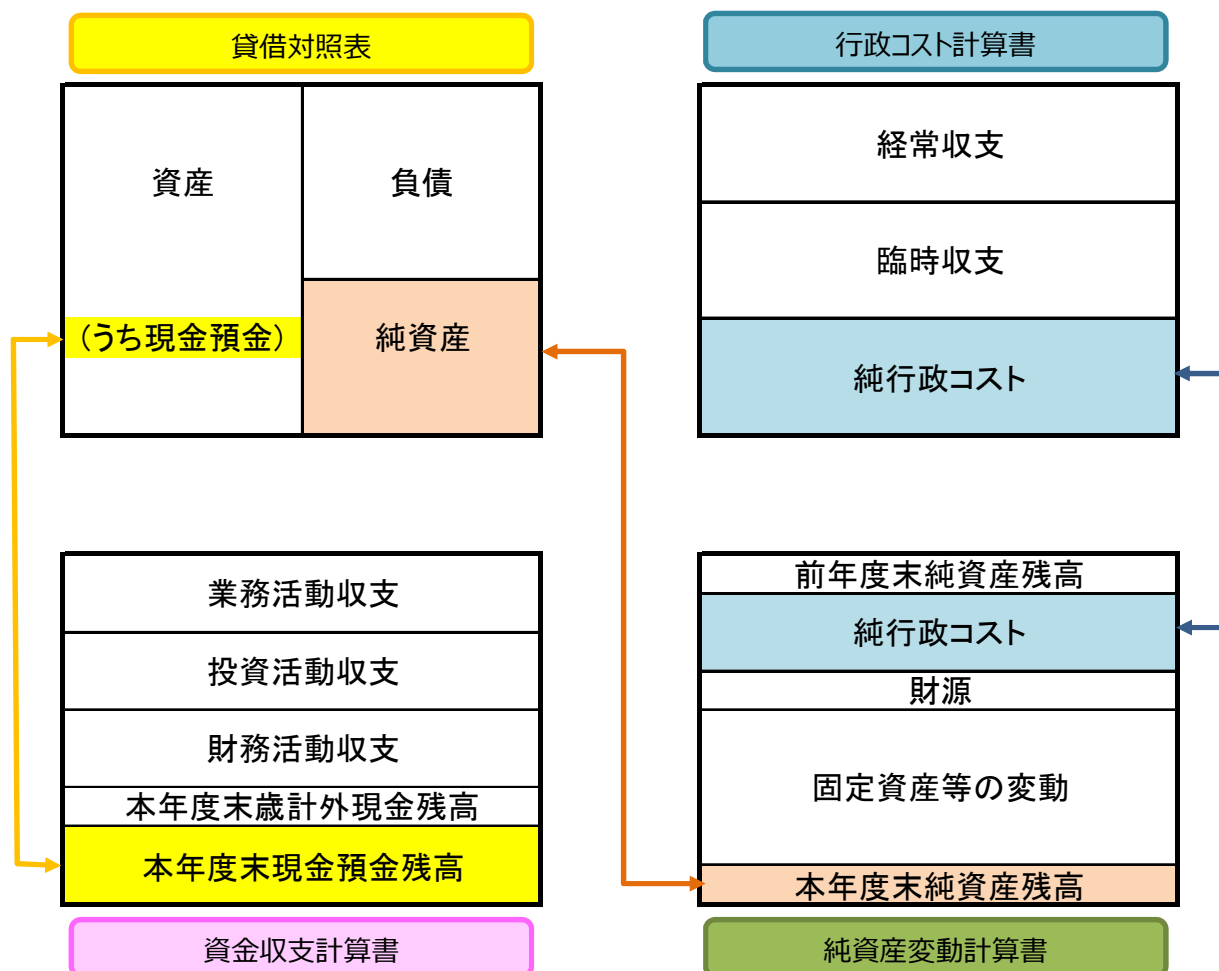 貸借対照表
行政コスト計算書
資産
負債
(うち現金預金)
純資産
経常収支
臨時収支
純行政コスト
業務活動収支
投資活動収支
財務活動収支
本年度末歳計外現金残高
本年度末現金預金残高
資金収支計算書
前年度末純資産残高
純行政コスト
財源
固定資産等の変動
本年度末純資産残高
純資産変動計算書